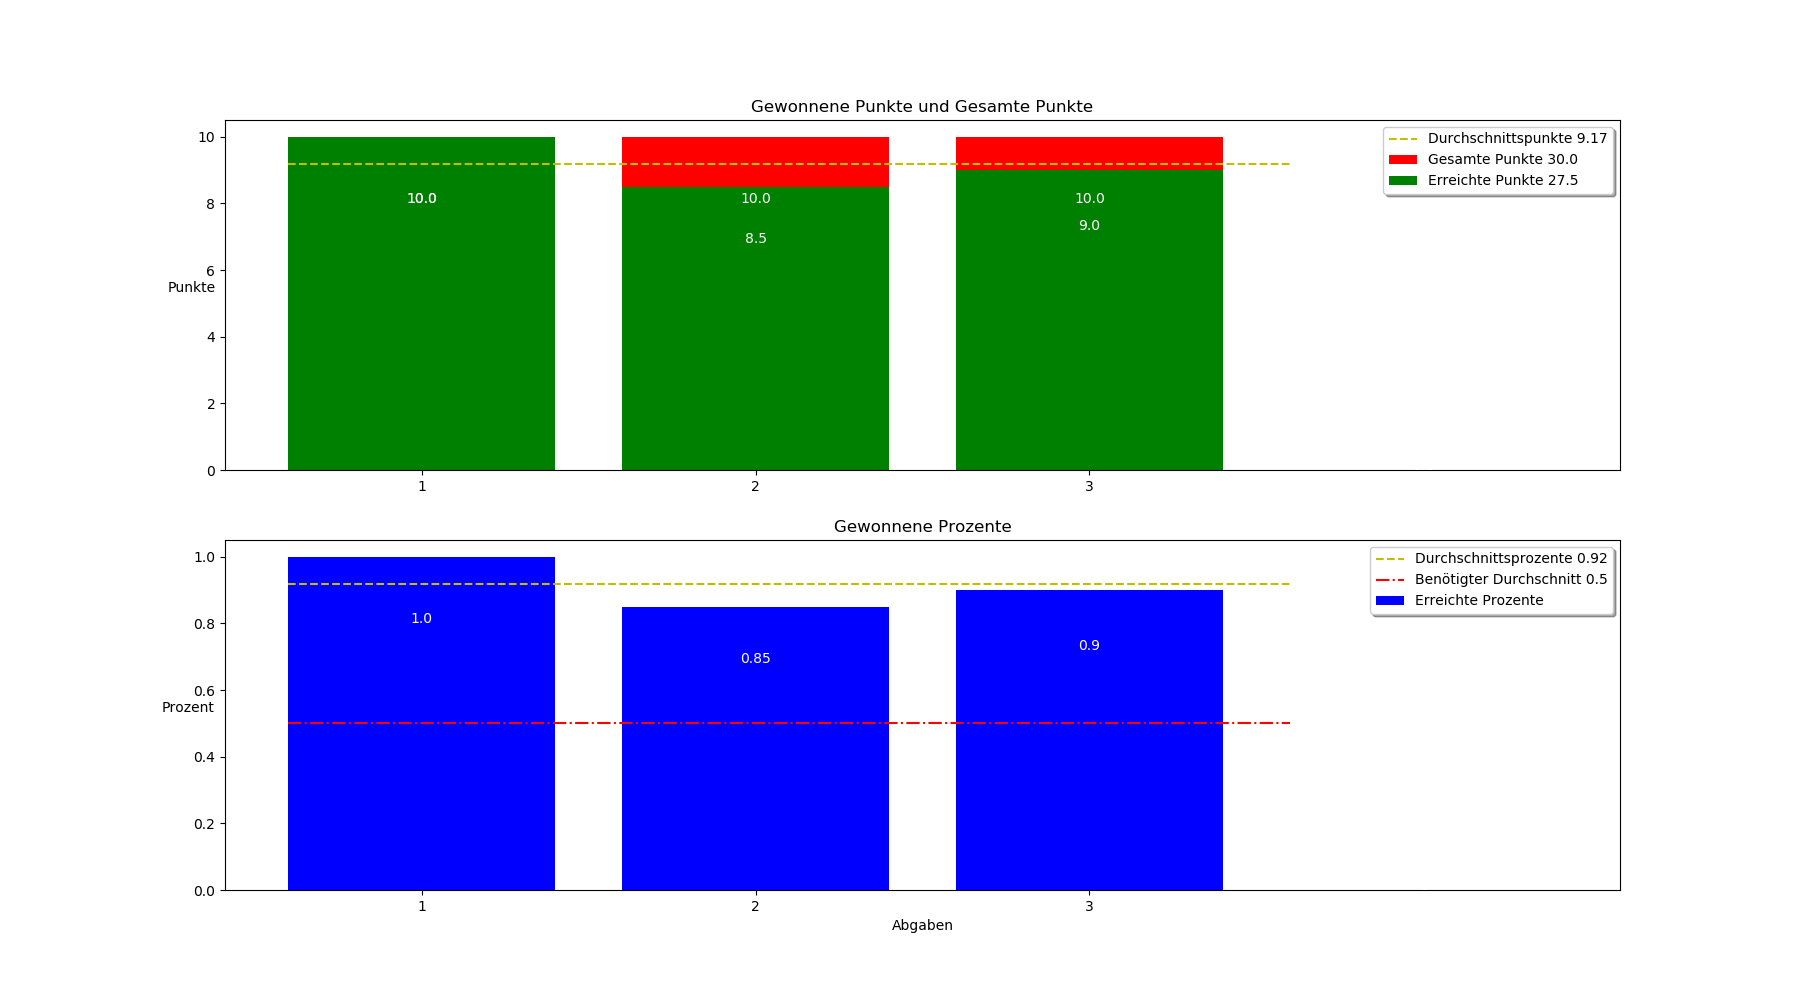 Gewonnene Punkte und Gesamte Punkte
Durchschnittspunkte 9.17
Gesamte Punkte 30.0
Erreichte Punkte 27.5
10
8
6
4
2
0
Punkte
10.0
10.0
8.5
10.0
9.0
1 2 3
Gewonnene Prozente
Durchschnittsprozente 0.92
Benötigter Durchschnitt 0.5
Erreichte Prozente
1.0
0.8
0.6
0.4
0.2
0.0
Prozent
1.0
0.85
0.9
1 2 3
Abgaben